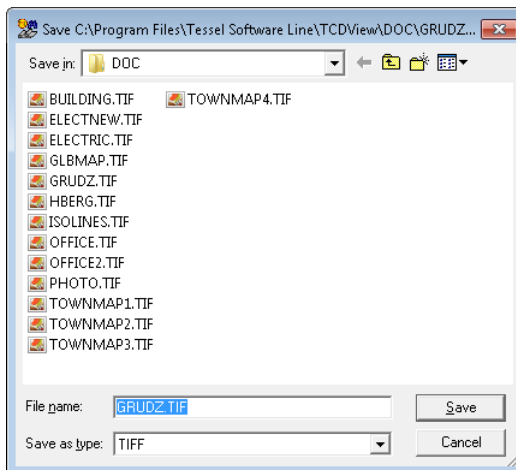 Save C:\Program Files\Tessel Software Line\TCDView\DOC\GRUDZ...
Save in: DOC
BUILDING.TIF
ELECTNEW.TIF
ELECTRIC.TIF
GLBMAP.TIF
GRUDZ.TIF
HBERG.TIF
ISOLINES.TIF
OFFICE.TIF
OFFICE2.TIF
PHOTO.TIF
TOWNMAP1.TIF
TOWNMAP2.TIF
TOWNMAP3.TIF
TOWNMAP4.TIF
File name: GRUDZ.TIF Save
Save as type: TIFF Cancel